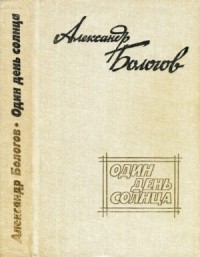 Александр Бологов • Один день солнца
Александр
Бологов
ОДИН
ДЕНЬ
СОЛНЦА